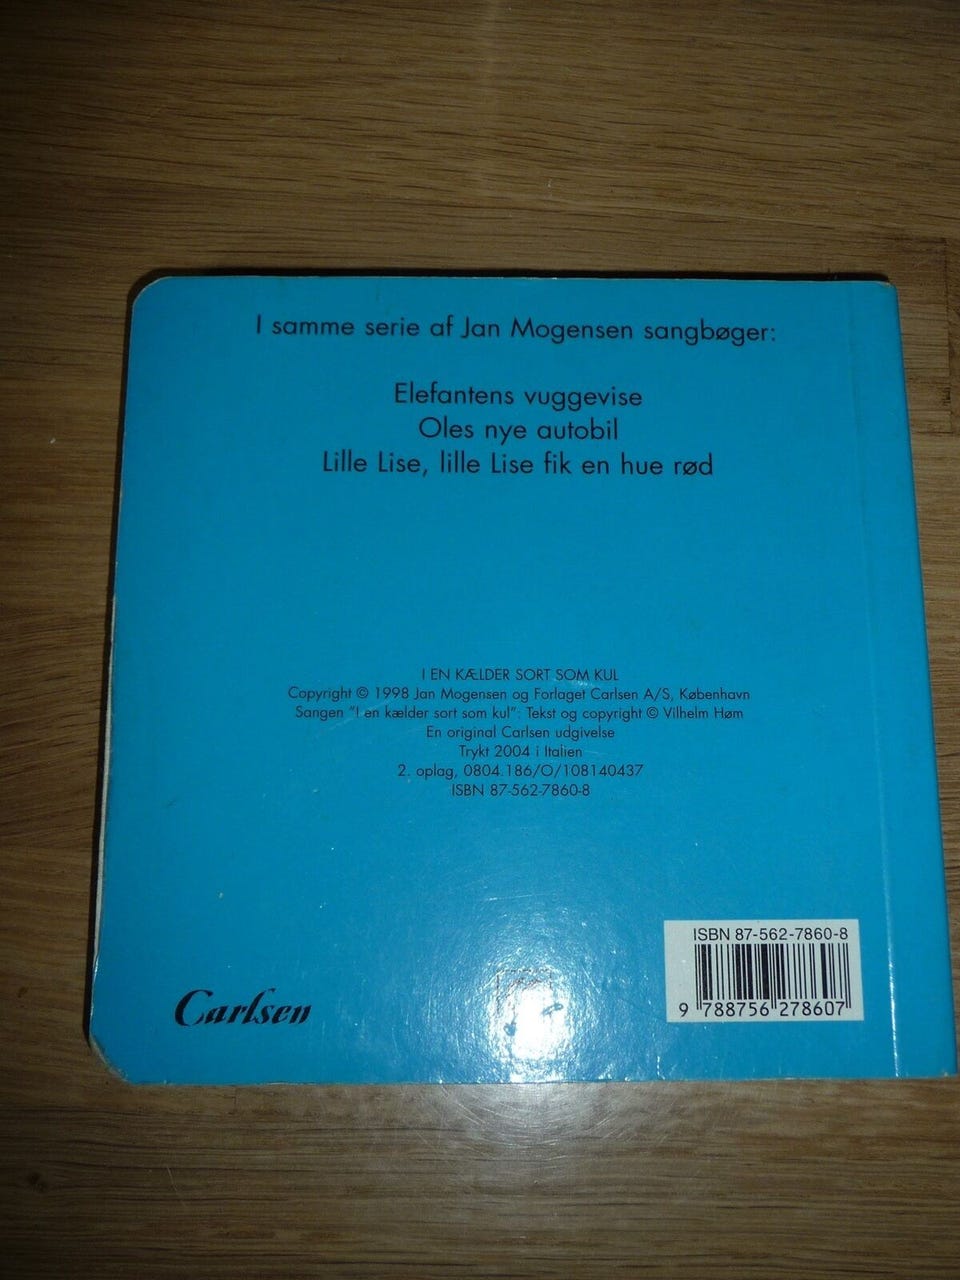 I samme serie af Jan Mogensen sangbøger:
Elefantens vuggevise
Oles nye autobil
Lille Lise, lille Lise fik en hue rød
I EN KÆLDER SORT SOM KUL
Copyright © 1998 Jan Mogensen og Forlaget Carlsen A/S, København
Sangen "I en kælder sort som kul": Tekst og copyright © Vilhelm Høm
En original Carlsen udgivelse
Trykt 2004 i Italien
2. oplag, 0804.186/O/108140437
ISBN 87-562-7860-8
Carlsen
ISBN 87-562-7860-8
9 788756 278607